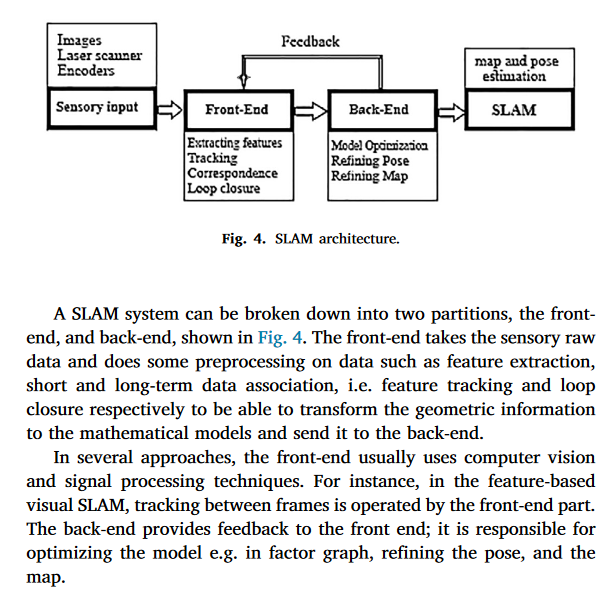 Images
Laser scanner
Encoders
Sensory input
Feedback
Front-End
Extracting features
Tracking
Correspondence
Loop closure
Back-End
Model Optimization
Refining Pose
Refining Map
map and pose
estimation
SLAM
Fig. 4. SLAM architecture.
A SLAM system can be broken down into two partitions, the front-
end, and back-end, shown in Fig. 4. The front-end takes the sensory raw
data and does some preprocessing on data such as feature extraction,
short and long-term data association, i.e. feature tracking and loop
closure respectively to be able to transform the geometric information
to the mathematical models and send it to the back-end.
In several approaches, the front-end usually uses computer vision
and signal processing techniques. For instance, in the feature-based
visual SLAM, tracking between frames is operated by the front-end part.
The back-end provides feedback to the front end; it is responsible for
optimizing the model e.g. in factor graph, refining the pose, and the
map.